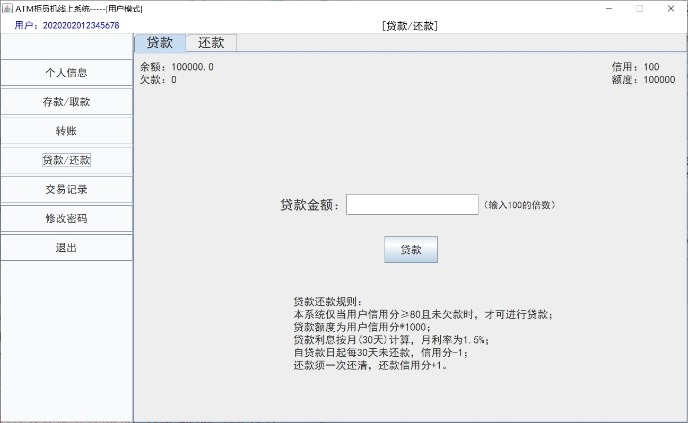 ATM柜员机线上系统-----[用户模式]
用户：2020202012345678
[贷款/还款]
个人信息
存款/取款
转账
贷款/还款
交易记录
修改密码
退出
贷款
还款
余额：100000.0
欠款：0
信用：100
额度：100000
贷款金额：
(输入100的倍数)
贷款
贷款还款规则：
本系统仅当用户信用分≥80且未欠款时，才可进行贷款；
贷款额度为用户信用分*1000；
贷款利息按月(30天)计算，月利率为1.5%；
自贷款日起每30天未还款，信用分-1；
还款须一次还清，还款信用分+1。